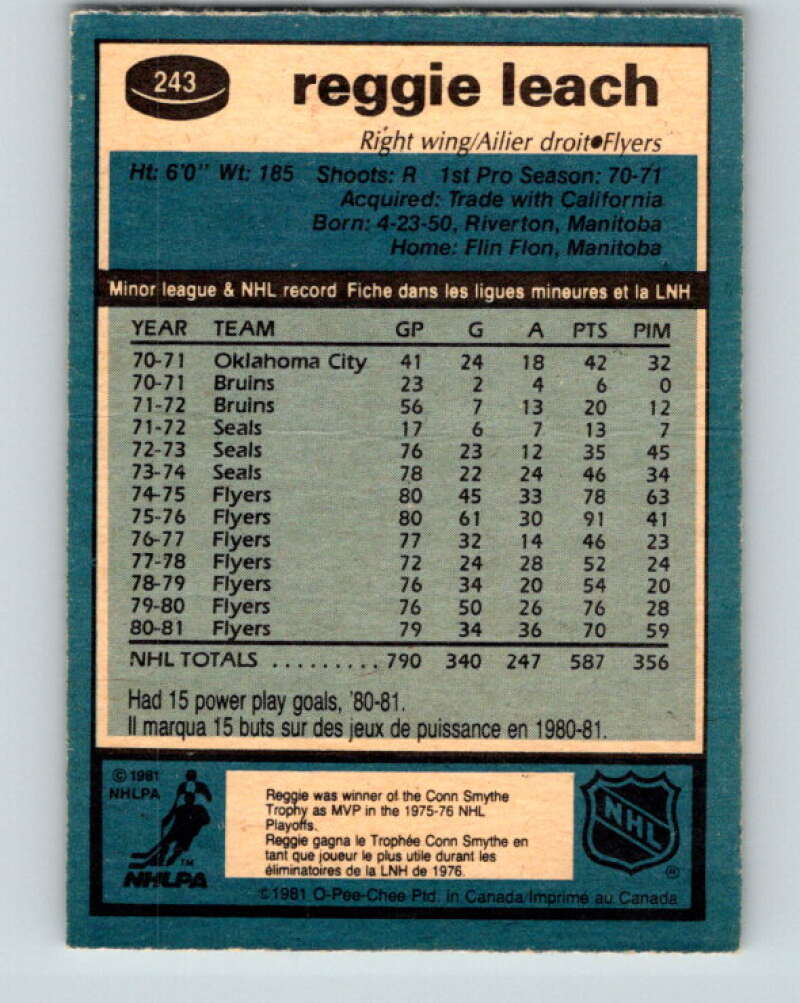 243
reggie leach
Right wing/Ailier droit●Flyers
Ht: 6'0" Wt: 185 Shoots: R 1st Pro Season: 70-71
Acquired: Trade with California
Born: 4-23-50, Riverton, Manitoba
Home: Flin Flon, Manitoba
Minor league & NHL record Fiche dans les ligues mineures et la LNH
YEAR TEAM GP G A PTS PIM
70-71 Oklahoma City 41 24 18 42 32
70-71 Bruins 23 2 4 6 0
71-72 Bruins 56 7 13 20 12
71-72 Seals 17 6 7 13 7
72-73 Seals 76 23 12 35 45
73-74 Seals 78 22 24 46 34
74-75 Flyers 80 45 33 78 63
75-76 Flyers 80 61 30 91 41
76-77 Flyers 77 32 14 46 23
77-78 Flyers 72 24 28 52 24
78-79 Flyers 76 34 20 54 20
79-80 Flyers 76 50 26 76 28
80-81 Flyers 79 34 36 70 59
NHL TOTALS ......... 790 340 247 587 356
Had 15 power play goals, '80-81.
Il marqua 15 buts sur des jeux de puissance en 1980-81.
© 1981
NHLPA
TM
NHLPA
Reggie was winner of the Conn Smythe
Trophy as MVP in the 1975-76 NHL
Playoffs.
Reggie gagna le Trophée Conn Smythe en
tant que joueur le plus utile durant les
éliminatoires de la LNH de 1976.
NHL
®
©1981 O-Pee-Chee Ptd. in Canada/Imprimé au Canada